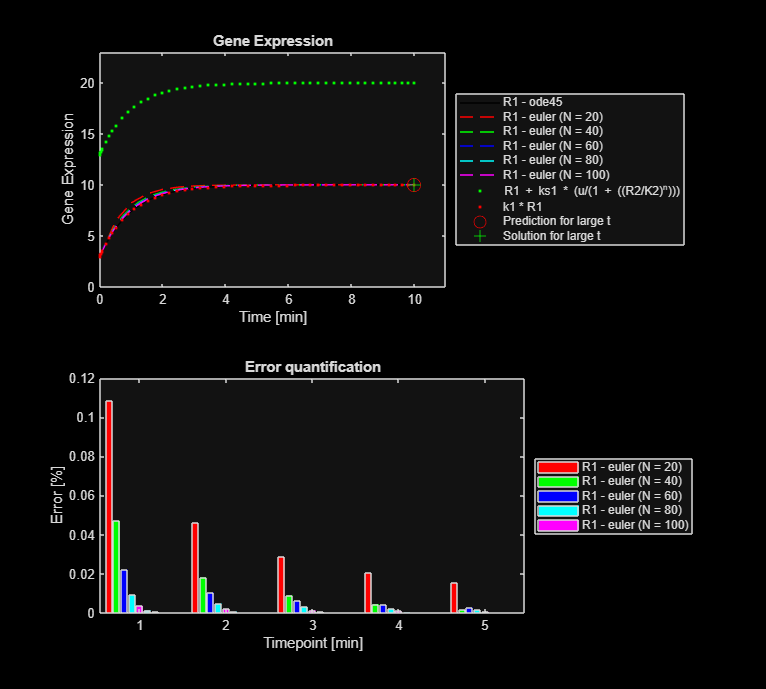 Gene Expression
20
15
10
5
0
Gene Expression
0
2
4
6
8
10
Time [min]
R1 - ode45
R1 - euler (N = 20)
R1 - euler (N = 40)
R1 - euler (N = 60)
R1 - euler (N = 80)
R1 - euler (N = 100)
R1 + ks1 * (u/(1 + ((R2/K2)ⁿ)))
k1 * R1
Prediction for large t
Solution for large t
Error quantification
0.12
0.1
0.08
0.06
0.04
0.02
0
Error [%]
1
2
3
4
5
Timepoint [min]
R1 - euler (N = 20)
R1 - euler (N = 40)
R1 - euler (N = 60)
R1 - euler (N = 80)
R1 - euler (N = 100)